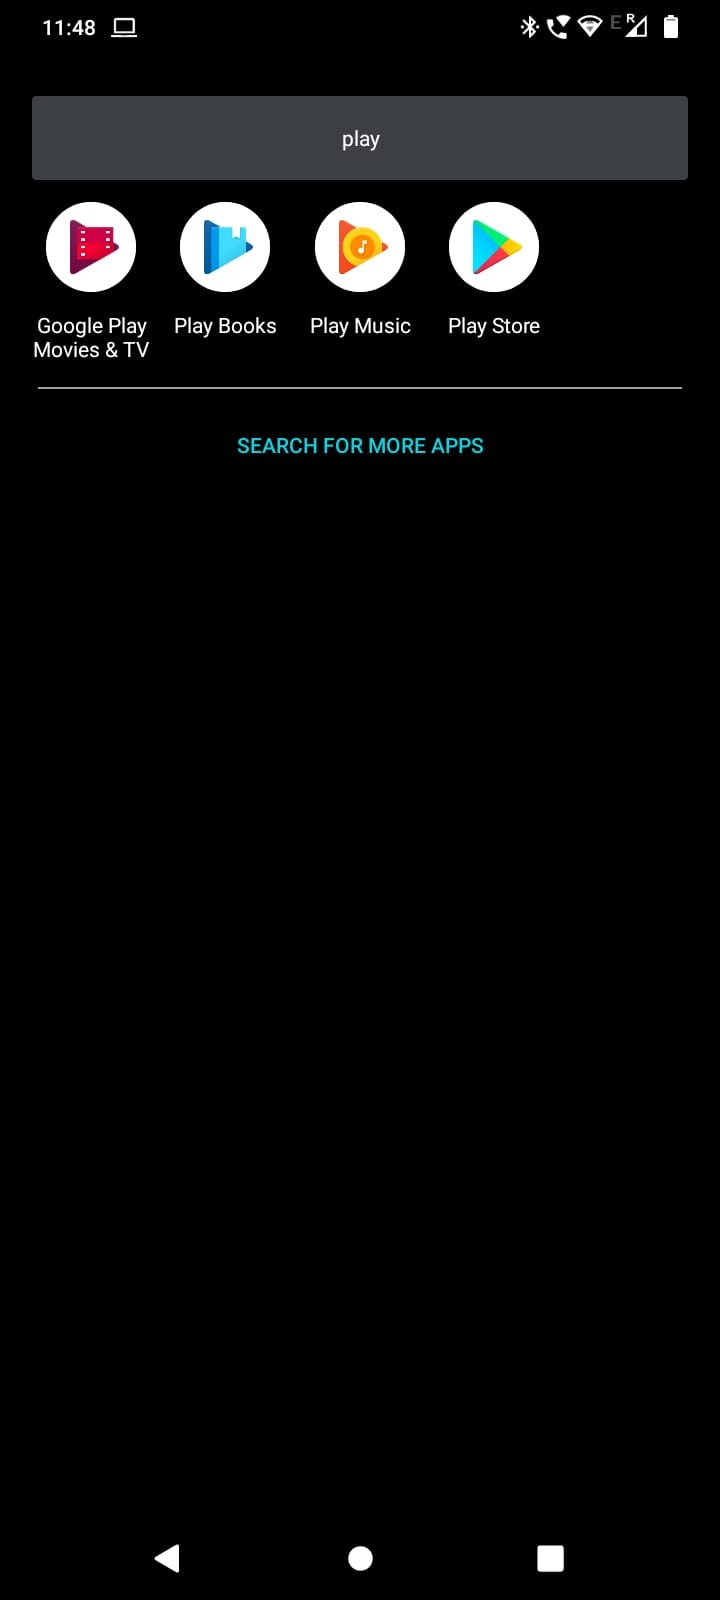 11:48 E R
play
Google Play Play Books Play Music Play Store
Movies & TV
SEARCH FOR MORE APPS